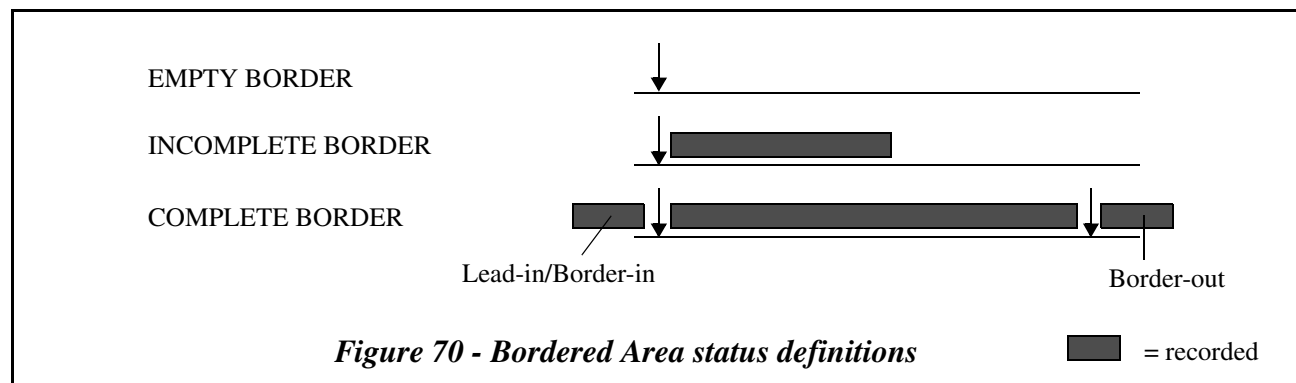 EMPTY BORDER
INCOMPLETE BORDER
COMPLETE BORDER
Lead-in/Border-in
Border-out
Figure 70 - Bordered Area status definitions
= recorded